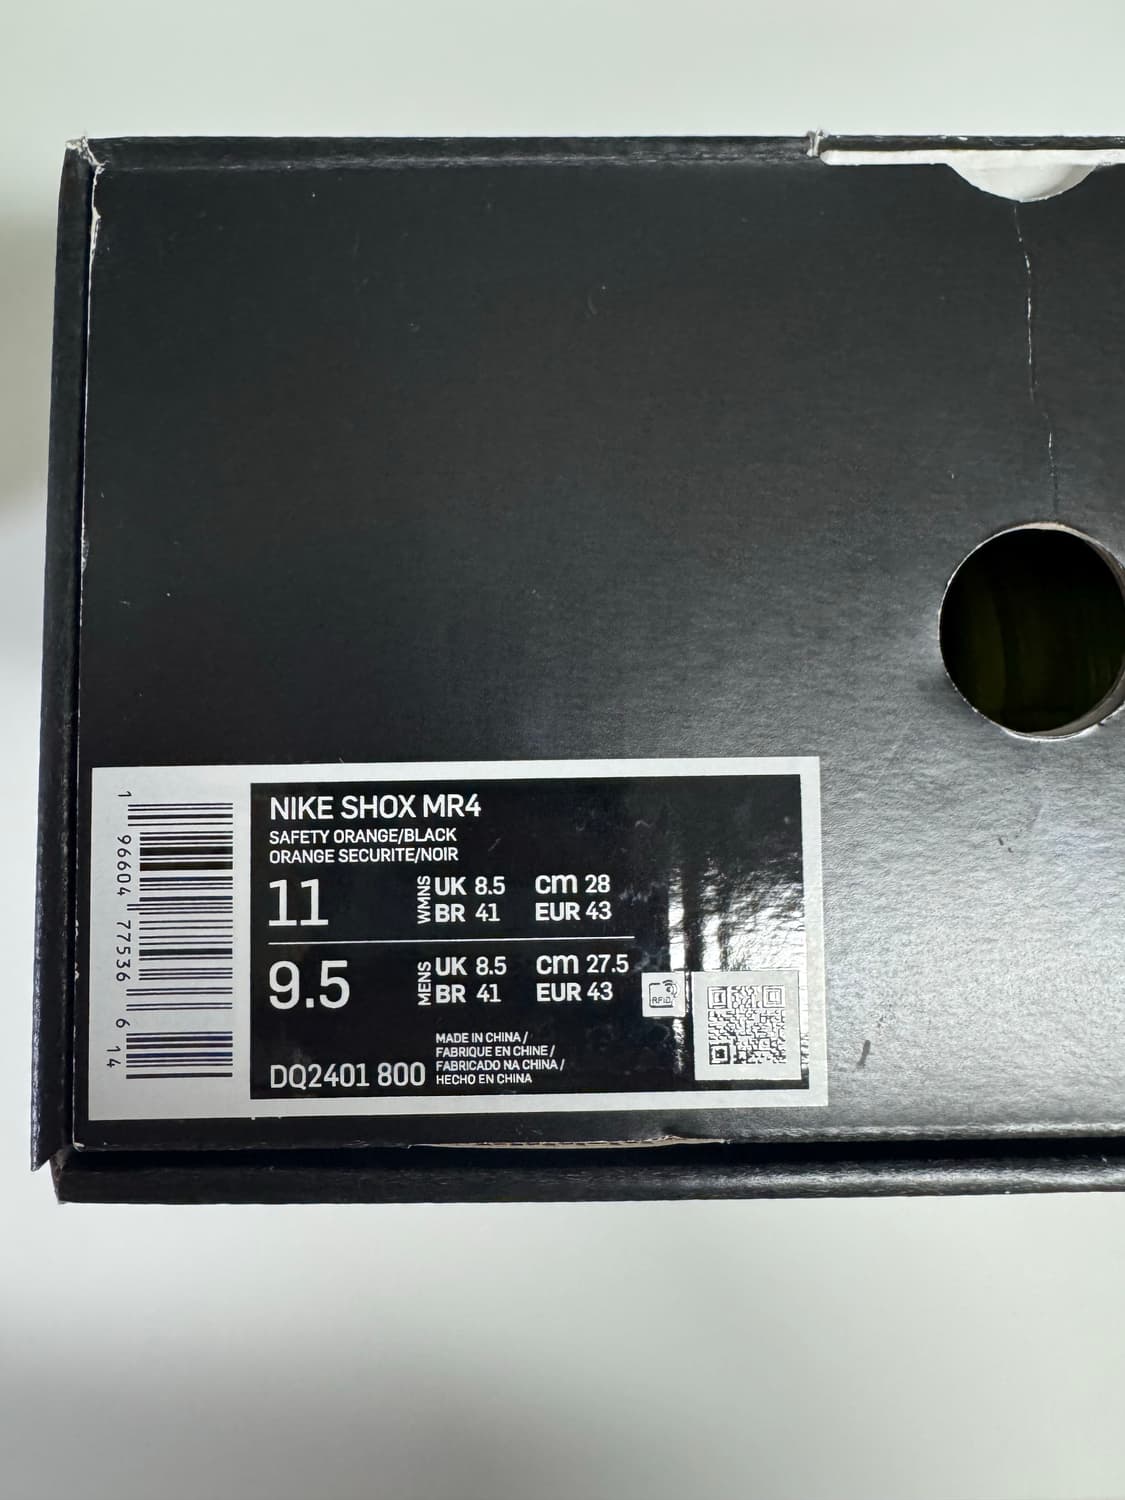 NIKE SHOX MR4
SAFETY ORANGE/BLACK
ORANGE SECURITE/NOIR
11 WMNS UK 8.5 cm 28
BR 41 EUR 43
9.5 MENS UK 8.5 cm 27.5
BR 41 EUR 43
RFID
DQ2401 800
MADE IN CHINA /
FABRIQUE EN CHINE /
FABRICADO NA CHINA /
HECHO EN CHINA
1 96604 77536 6 14